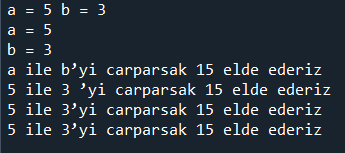 a = 5 b = 3
a = 5
b = 3
a ile b’yi carparsak 15 elde ederiz
5 ile 3 ’yi carparsak 15 elde ederiz
5 ile 3’yi carparsak 15 elde ederiz
5 ile 3’yi carparsak 15 elde ederiz